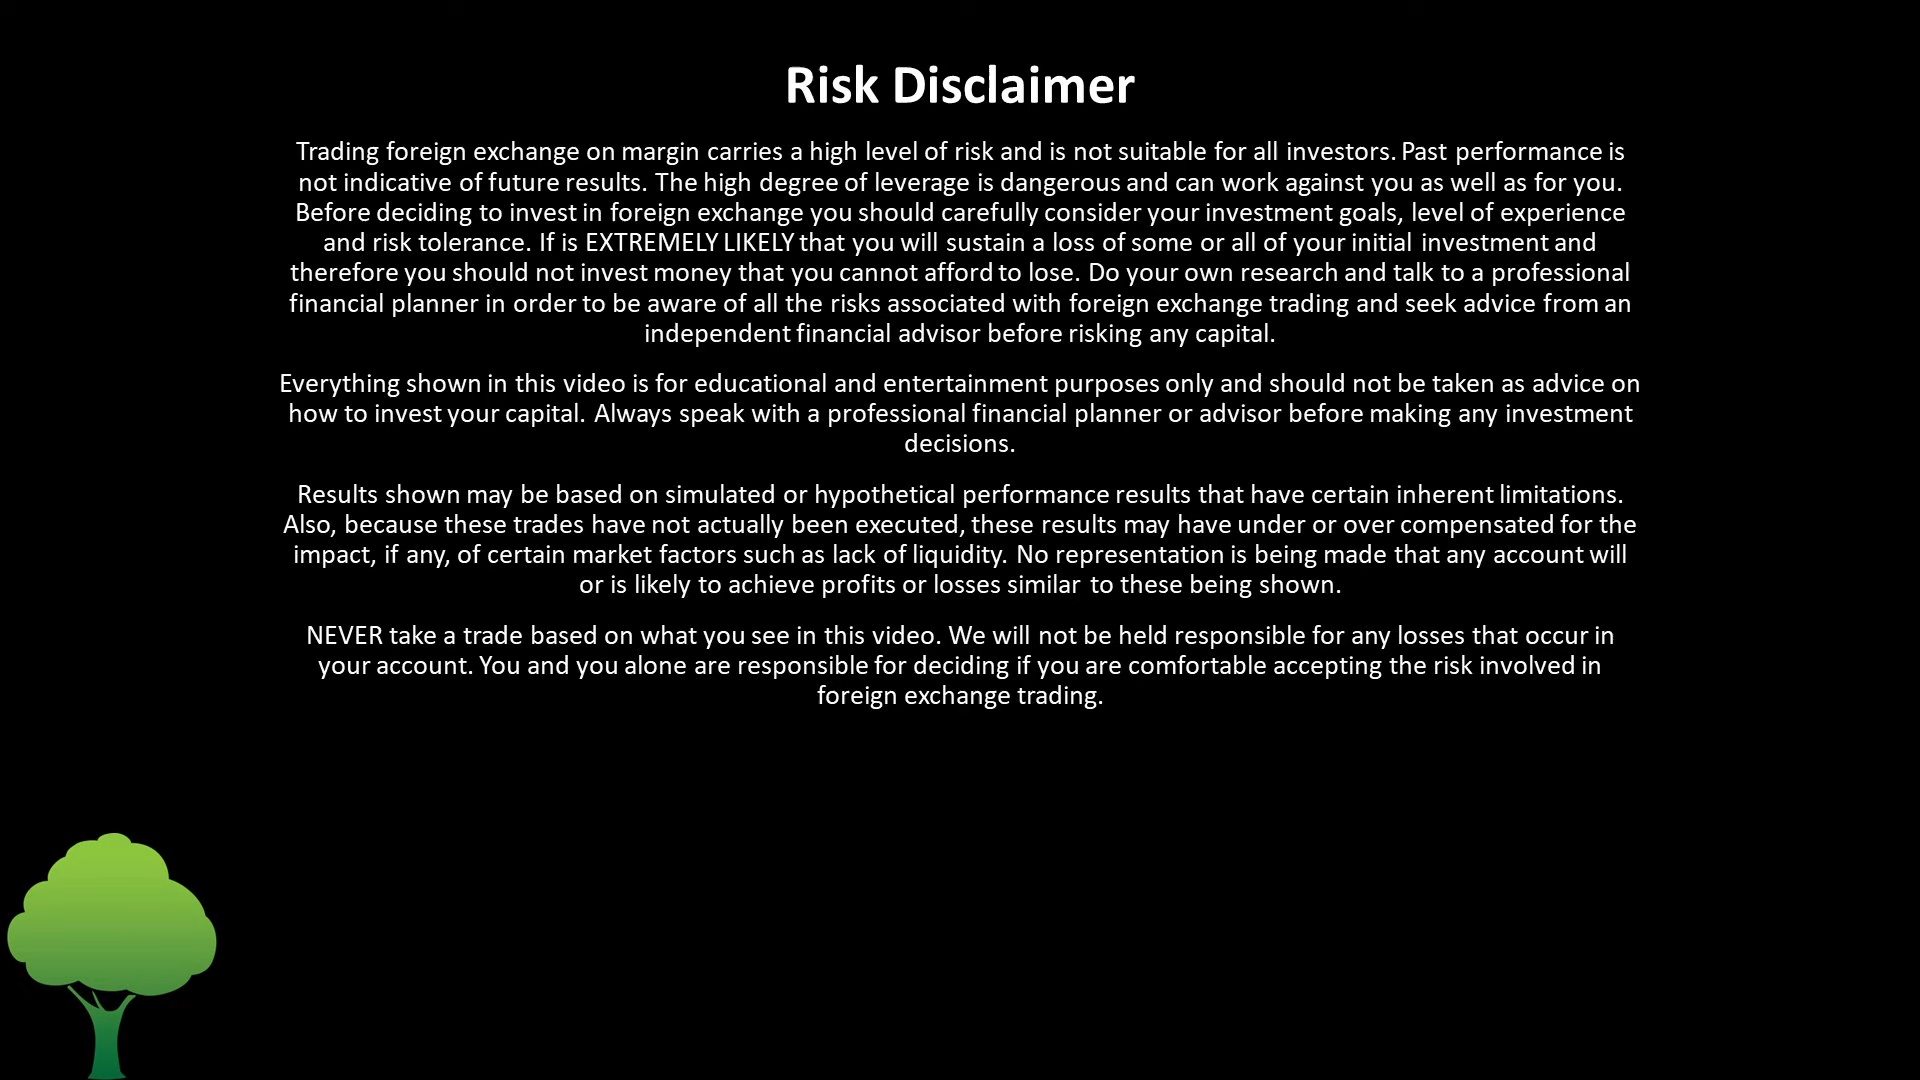 Risk Disclaimer
Trading foreign exchange on margin carries a high level of risk and is not suitable for all investors. Past performance is
not indicative of future results. The high degree of leverage is dangerous and can work against you as well as for you.
Before deciding to invest in foreign exchange you should carefully consider your investment goals, level of experience
and risk tolerance. If is EXTREMELY LIKELY that you will sustain a loss of some or all of your initial investment and
therefore you should not invest money that you cannot afford to lose. Do your own research and talk to a professional
financial planner in order to be aware of all the risks associated with foreign exchange trading and seek advice from an
independent financial advisor before risking any capital.
Everything shown in this video is for educational and entertainment purposes only and should not be taken as advice on
how to invest your capital. Always speak with a professional financial planner or advisor before making any investment
decisions.
Results shown may be based on simulated or hypothetical performance results that have certain inherent limitations.
Also, because these trades have not actually been executed, these results may have under or over compensated for the
impact, if any, of certain market factors such as lack of liquidity. No representation is being made that any account will
or is likely to achieve profits or losses similar to these being shown.
NEVER take a trade based on what you see in this video. We will not be held responsible for any losses that occur in
your account. You and you alone are responsible for deciding if you are comfortable accepting the risk involved in
foreign exchange trading.